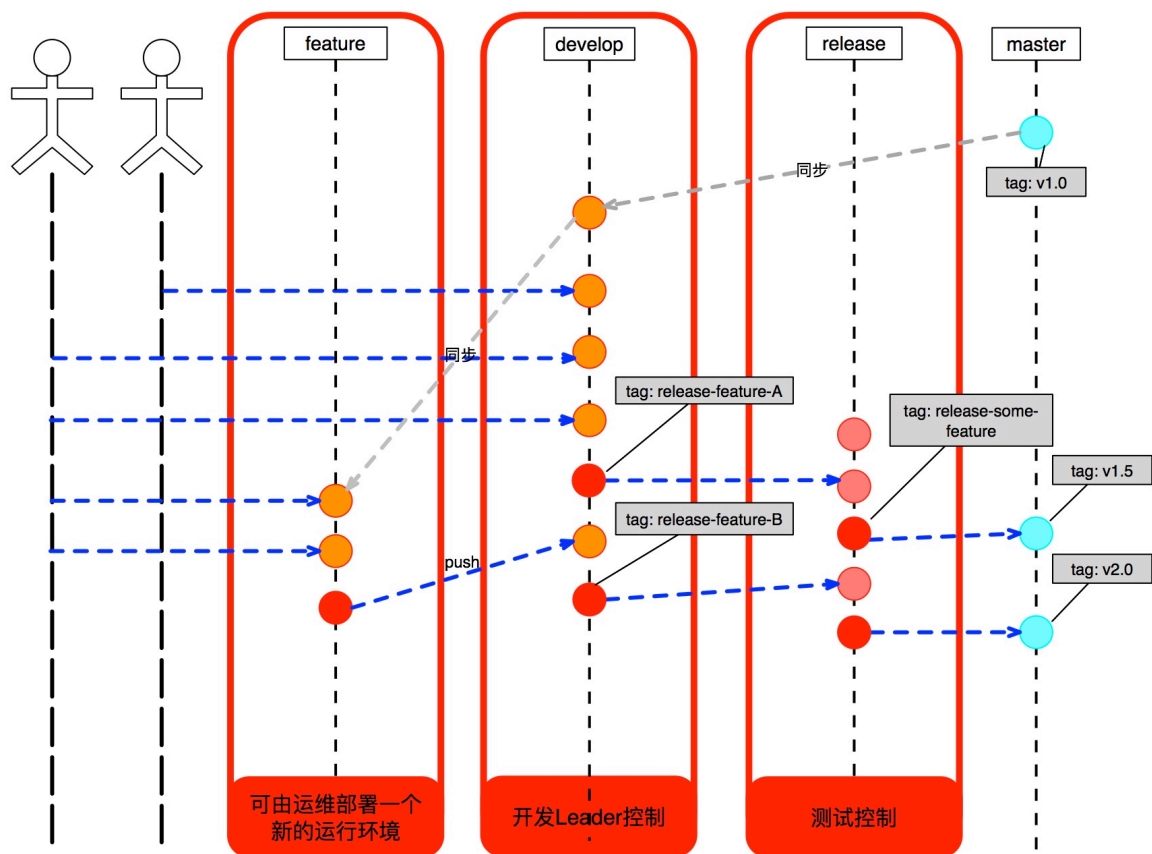 feature
develop
release
master
同步
tag: v1.0
同步
tag: release-feature-A
tag: release-some-
feature
tag: v1.5
tag: release-feature-B
push
tag: v2.0
可由运维部署一个
新的运行环境
开发Leader控制
测试控制